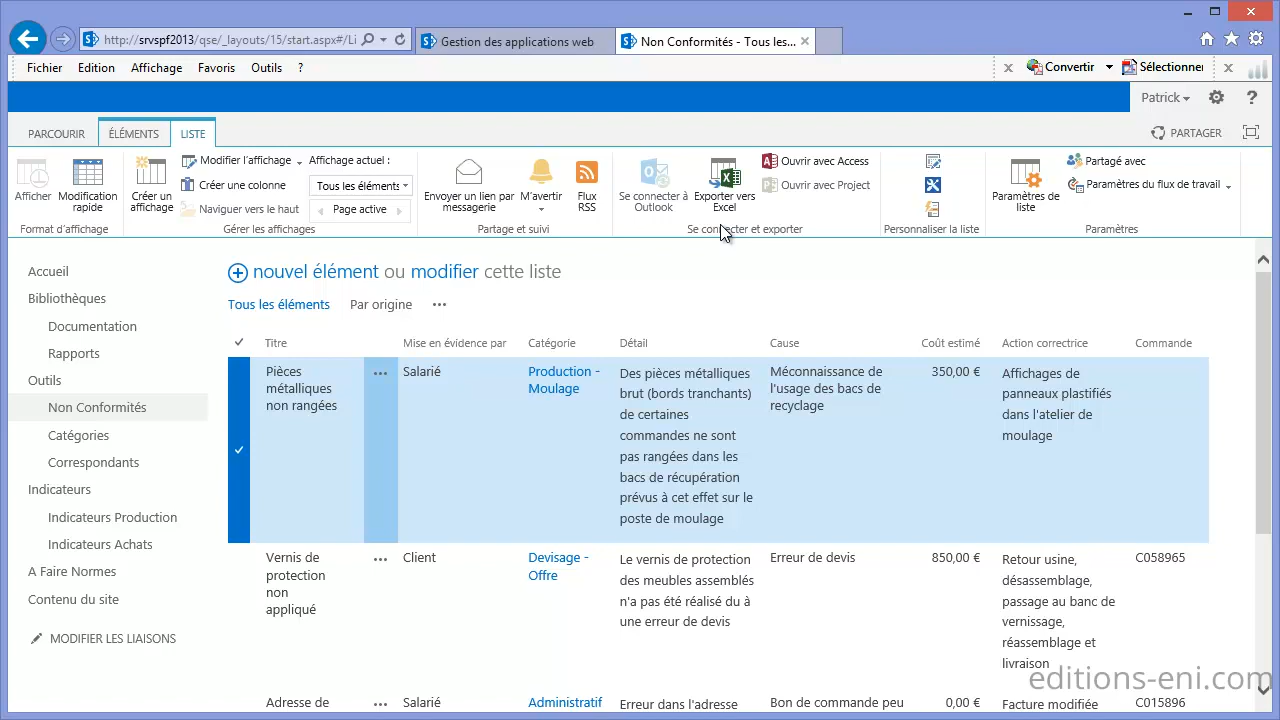 http://srvspf2013/qse/_layouts/15/start.aspx#/Li
Gestion des applications web
Non Conformités - Tous les...
Fichier Edition Affichage Favoris Outils ?
Convertir
Sélectionner
Patrick
PARCOURIR ÉLÉMENTS LISTE
PARTAGER
Afficher
Modification rapide
Format d'affichage
Créer un affichage
Modifier l'affichage
Créer une colonne
Naviguer vers le haut
Affichage actuel :
Tous les éléments
Page active
Gérer les affichages
Envoyer un lien par messagerie
M'avertir
Flux RSS
Partage et suivi
Se connecter à Outlook
Exporter vers Excel
Ouvrir avec Access
Ouvrir avec Project
Se connecter et exporter
Personnaliser la liste
Paramètres de liste
Partagé avec
Paramètres du flux de travail
Paramètres
Accueil
Bibliothèques
Documentation
Rapports
Outils
Non Conformités
Catégories
Correspondants
Indicateurs
Indicateurs Production
Indicateurs Achats
A Faire Normes
Contenu du site
MODIFIER LES LIAISONS
nouvel élément ou modifier cette liste
Tous les éléments Par origine ...
Titre Mise en évidence par Catégorie Détail Cause Coût estimé Action correctrice Commande
Pièces métalliques non rangées
Salarié
Production - Moulage
Des pièces métalliques brut (bords tranchants) de certaines commandes ne sont pas rangées dans les bacs de récupération prévus à cet effet sur le poste de moulage
Méconnaissance de l'usage des bacs de recyclage
350,00 €
Affichages de panneaux plastifiés dans l'atelier de moulage
Vernis de protection non appliqué
Client
Devisage - Offre
Le vernis de protection des meubles assemblés n'a pas été réalisé du à une erreur de devis
Erreur de devis
850,00 €
Retour usine, désassemblage, passage au banc de vernissage, réassemblage et livraison
C058965
Adresse de
Salarié
Administratif
Erreur dans l'adresse
Bon de commande peu
0,00 €
Facture modifiée
C015896
editions-eni.com